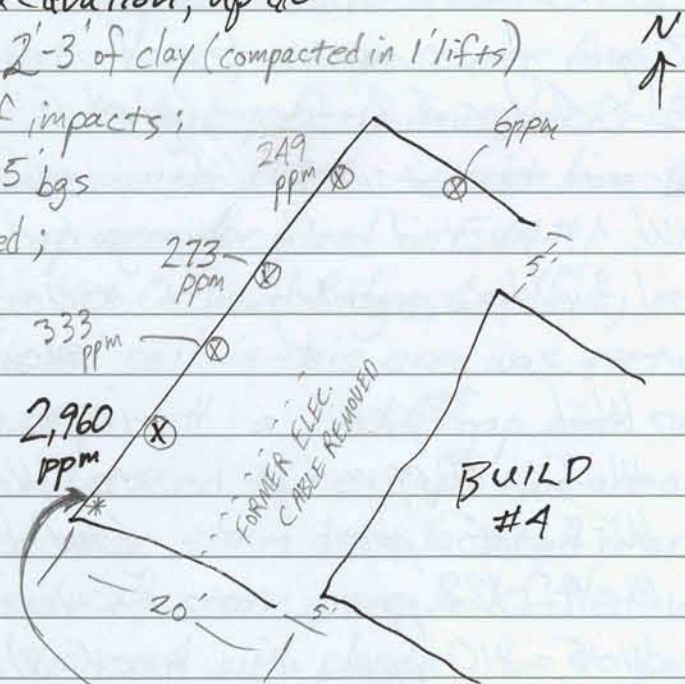 N
2'-3' of clay (compacted in 1' lifts)
impacts;
6ppm
249
ppm
5' bgs
273
ppm
5'
333
ppm
FORMER ELEC.
CABLE REMOVED
2,960
ppm
BUILD
#4
20'
5'